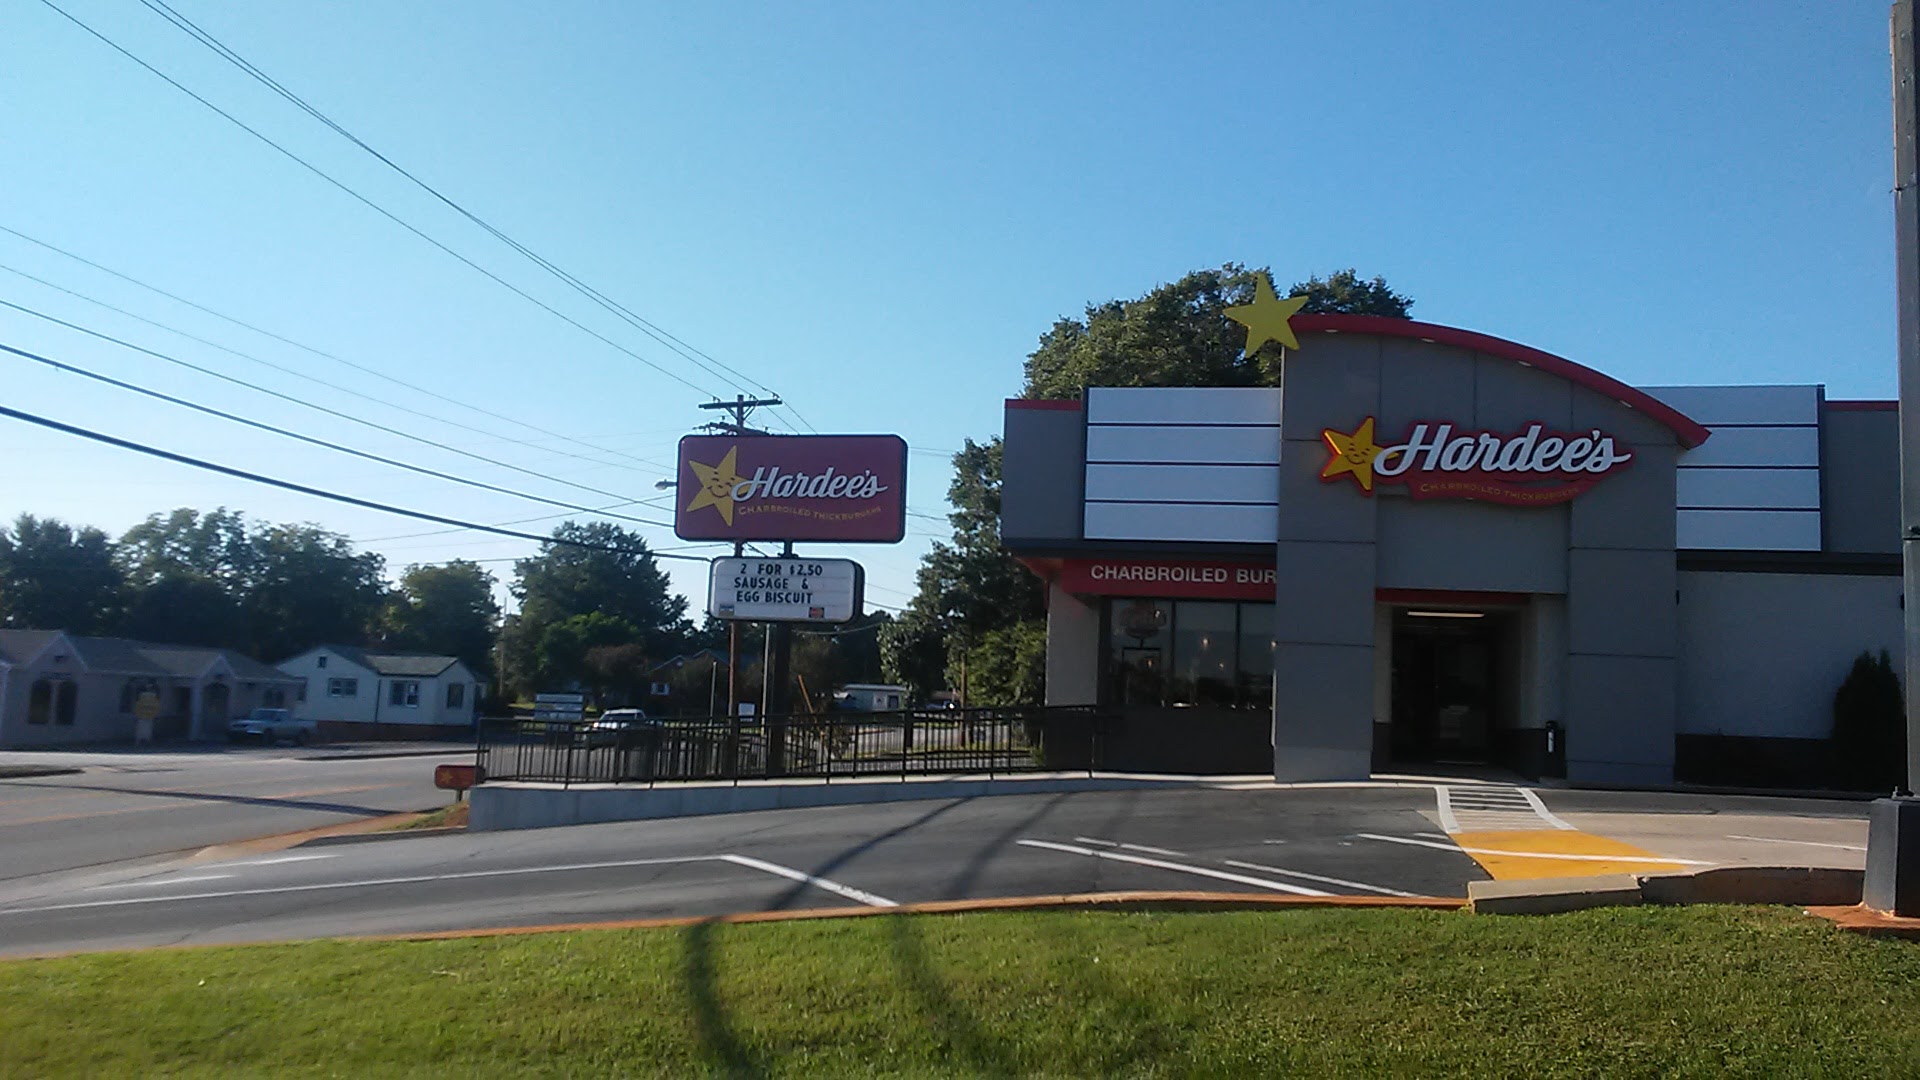 Hardee's
CHARBROILED THICKBURGERS
2 FOR $2.50
SAUSAGE &
EGG BISCUIT
Hardee's
CHARBROILED THICKBURGERS
CHARBROILED BUR